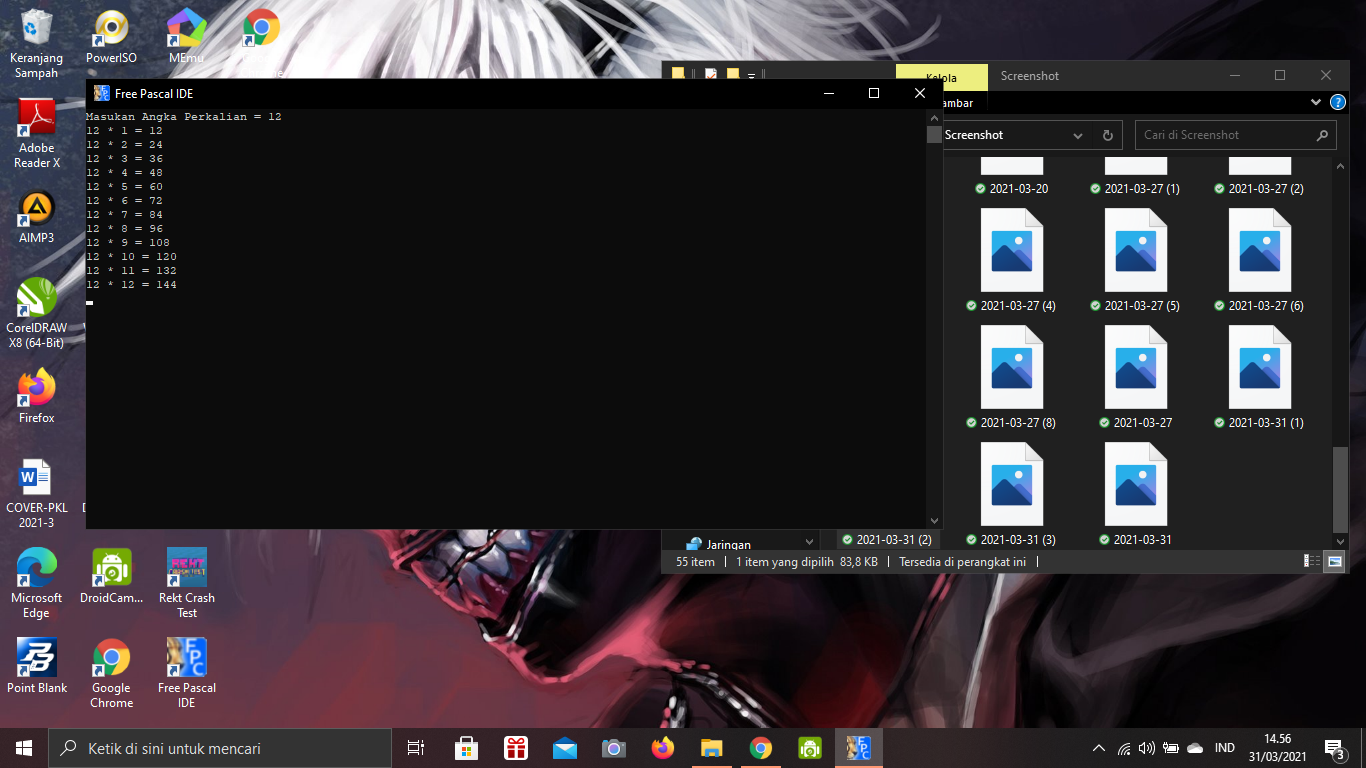 Keranjang
Sampah
PowerISO
MEmu
Adobe
Reader X
AIMP3
CorelDRAW
X8 (64-Bit)
Firefox
COVER-PKL
2021-3
Microsoft
Edge
DroidCam...
Rekt Crash
Test
Point Blank
Google
Chrome
Free Pascal
IDE
Free Pascal IDE
Masukan Angka Perkalian = 12
12 * 1 = 12
12 * 2 = 24
12 * 3 = 36
12 * 4 = 48
12 * 5 = 60
12 * 6 = 72
12 * 7 = 84
12 * 8 = 96
12 * 9 = 108
12 * 10 = 120
12 * 11 = 132
12 * 12 = 144
Kelola
Screenshot
ambar
Screenshot
Cari di Screenshot
2021-03-20
2021-03-27 (1)
2021-03-27 (2)
2021-03-27 (4)
2021-03-27 (5)
2021-03-27 (6)
2021-03-27 (8)
2021-03-27
2021-03-31 (1)
Jaringan
2021-03-31 (2)
2021-03-31 (3)
2021-03-31
55 item
1 item yang dipilih 83,8 KB
Tersedia di perangkat ini
Ketik di sini untuk mencari
IND
14.56
31/03/2021
3